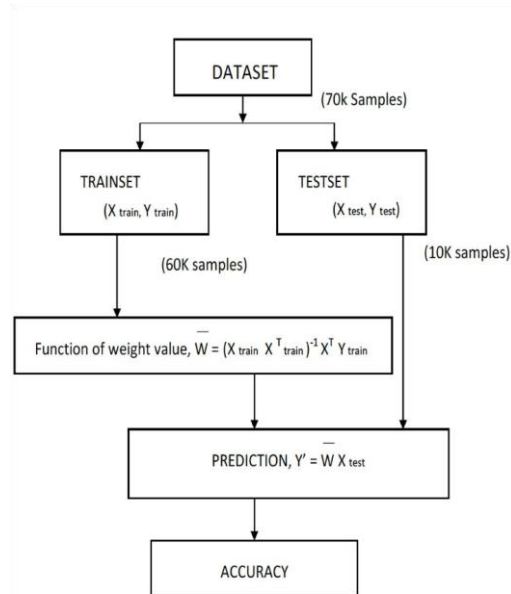 DATASET
(70k Samples)
TRAINSET
(X train, Y train)
TESTSET
(X test, Y test)
(60K samples)
(10K samples)
Function of weight value, W̅ = (X train X ᵀ train )⁻¹ Xᵀ Y train
PREDICTION, Y’ = W̅ X test
ACCURACY